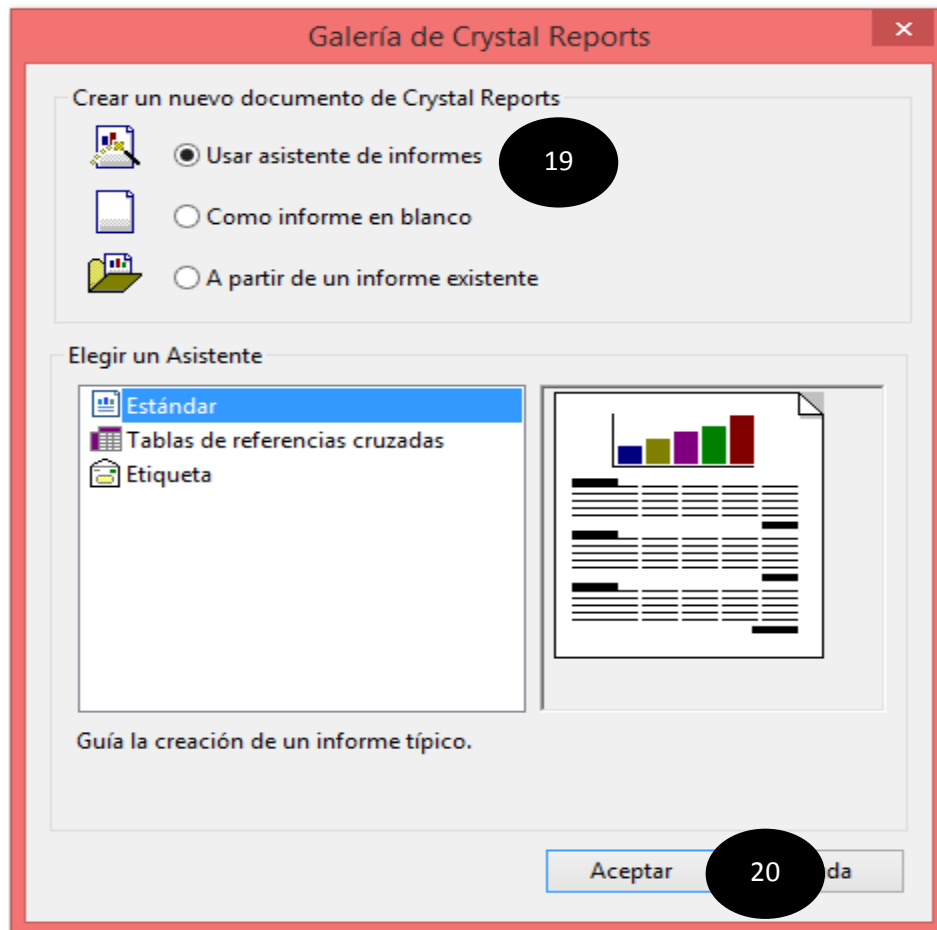 Galería de Crystal Reports
Crear un nuevo documento de Crystal Reports
Usar asistente de informes
19
Como informe en blanco
A partir de un informe existente
Elegir un Asistente
Estándar
Tablas de referencias cruzadas
Etiqueta
Guía la creación de un informe típico.
Aceptar 20 da